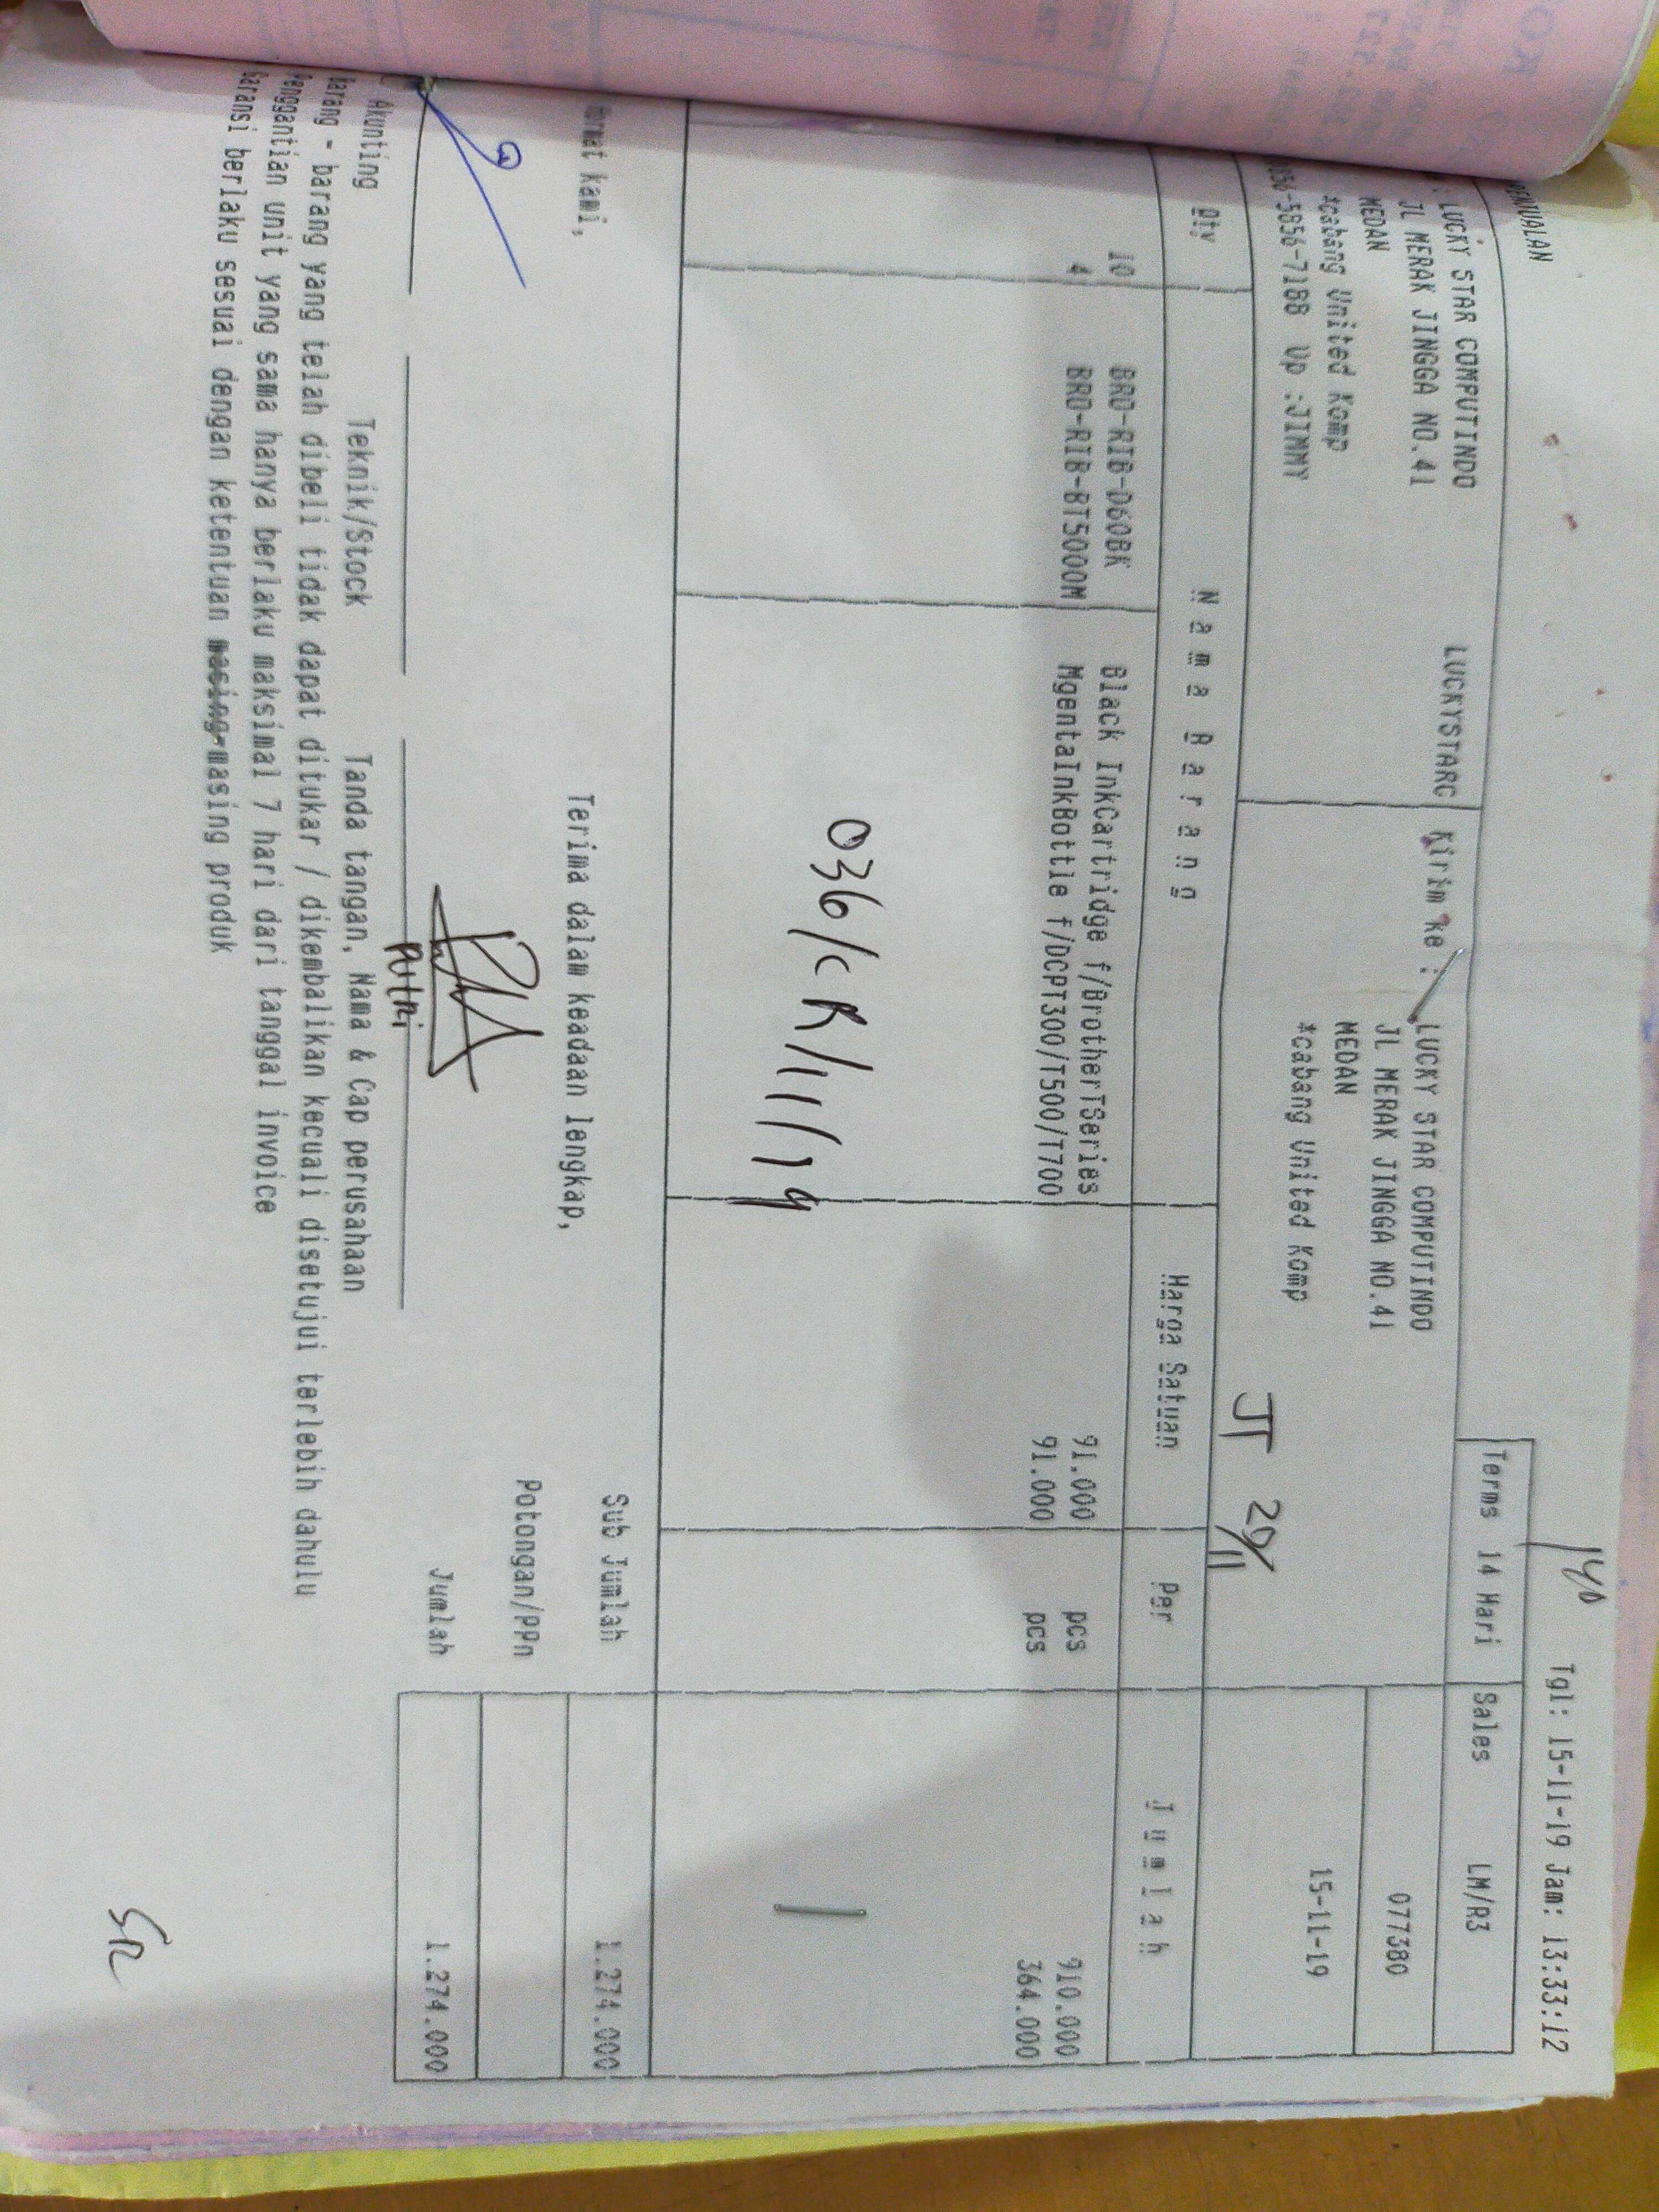 PENJUALAN
140
Tgl: 15-11-19 Jam: 13:33:12
Terms 14 Hari Sales LM/R3
LUCKY STAR COMPUTINDO LUCKYSTARC
Kirim ke : LUCKY STAR COMPUTINDO
077380
JL MERAK JINGGA NO.41
JL MERAK JINGGA NO.41
MEDAN
MEDAN
15-11-19
*cabang United Komp
*cabang United Komp
056-5856-7188 Up :JIMMY
JT 29/11
Qty Nama Barang Harga Satuan Per Jumlah
10 BRO-RIB-D60BK Black InkCartridge f/BrotherTSeries 91.000 pcs 910.000
4 BRO-RIB-BT5000M MgentaInkBottle f/DCPT300/T500/T700 91.000 pcs 364.000
036/CR/11/19
Sub Jumlah 1.274.000
Hormat kami, Terima dalam keadaan lengkap,
Potongan/PPn
Jumlah 1.274.000
Putri
Akunting Teknik/Stock Tanda tangan, Nama & Cap perusahaan
Barang - barang yang telah dibeli tidak dapat ditukar / dikembalikan kecuali disetujui terlebih dahulu
Penggantian unit yang sama hanya berlaku maksimal 7 hari dari tanggal invoice
Garansi berlaku sesuai dengan ketentuan masing-masing produk